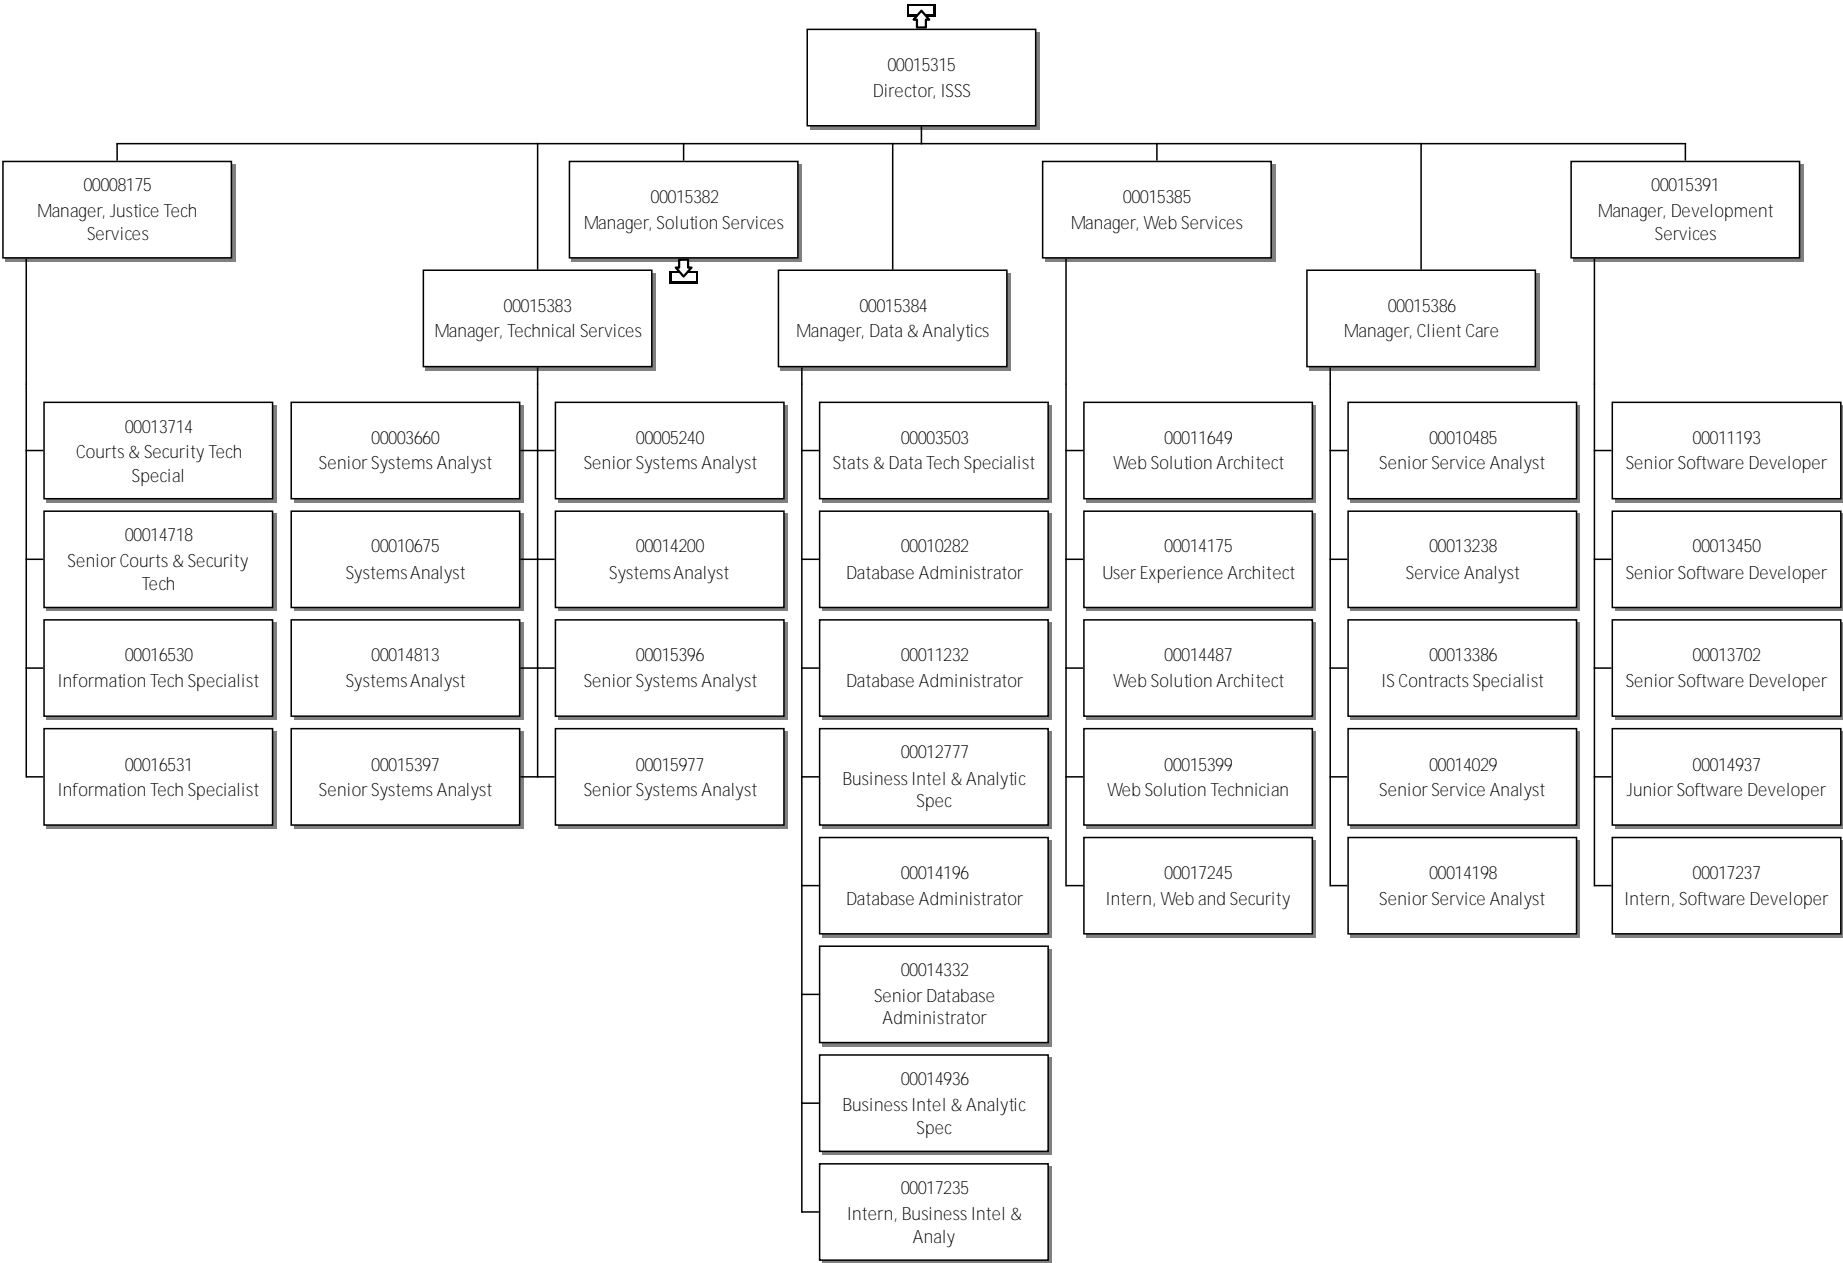 00015315
Director, ISSS
00008175
Manager, Justice Tech
Services
00015382
Manager, Solution Services
00015385
Manager, Web Services
00015391
Manager, Development
Services
00015383
Manager, Technical Services
00015384
Manager, Data & Analytics
00015386
Manager, Client Care
00013714
Courts & Security Tech
Special
00014718
Senior Courts & Security
Tech
00016530
Information Tech Specialist
00016531
Information Tech Specialist
00003660
Senior Systems Analyst
00010675
Systems Analyst
00014813
Systems Analyst
00015397
Senior Systems Analyst
00005240
Senior Systems Analyst
00014200
Systems Analyst
00015396
Senior Systems Analyst
00015977
Senior Systems Analyst
00003503
Stats & Data Tech Specialist
00010282
Database Administrator
00011232
Database Administrator
00012777
Business Intel & Analytic
Spec
00014196
Database Administrator
00014332
Senior Database
Administrator
00014936
Business Intel & Analytic
Spec
00017235
Intern, Business Intel &
Analy
00011649
Web Solution Architect
00014175
User Experience Architect
00014487
Web Solution Architect
00015399
Web Solution Technician
00017245
Intern, Web and Security
00010485
Senior Service Analyst
00013238
Service Analyst
00013386
IS Contracts Specialist
00014029
Senior Service Analyst
00014198
Senior Service Analyst
00011193
Senior Software Developer
00013450
Senior Software Developer
00013702
Senior Software Developer
00014937
Junior Software Developer
00017237
Intern, Software Developer